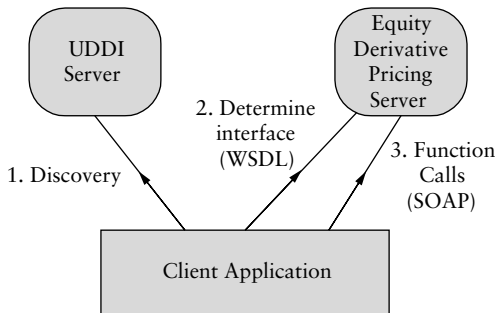 UDDI
Server
Equity
Derivative
Pricing
Server
2. Determine
interface
(WSDL)
1. Discovery
3. Function
Calls
(SOAP)
Client Application